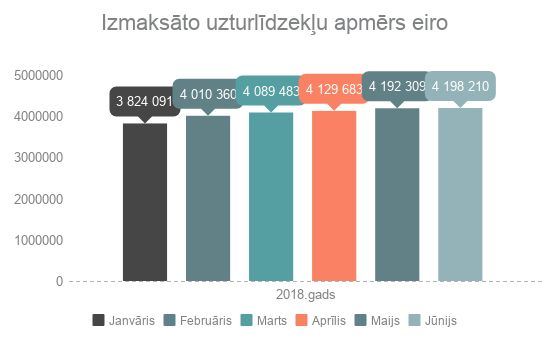 Izmaksāto uzturlīdzekļu apmērs eiro
5000000
4000000
3000000
2000000
1000000
0
3 824 091
4 010 360
4 089 483
4 129 683
4 192 309
4 198 210
2018.gads
Janvāris Februāris Marts Aprīlis Maijs Jūnijs